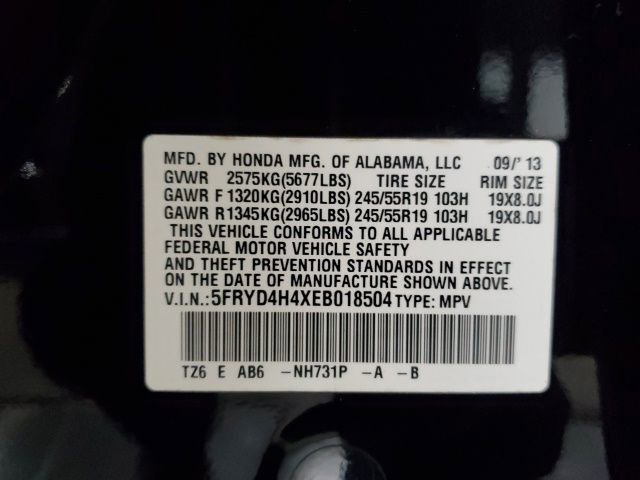 MFD. BY HONDA MFG. OF ALABAMA, LLC 09/'13
GVWR 2575KG(5677LBS) TIRE SIZE RIM SIZE
GAWR F 1320KG(2910LBS) 245/55R19 103H 19X8.0J
GAWR R 1345KG(2965LBS) 245/55R19 103H 19X8.0J
THIS VEHICLE CONFORMS TO ALL APPLICABLE
FEDERAL MOTOR VEHICLE SAFETY
AND THEFT PREVENTION STANDARDS IN EFFECT
ON THE DATE OF MANUFACTURE SHOWN ABOVE.
V.I.N.:5FRYD4H4XEB018504 TYPE: MPV
TZ6 E AB6 -NH731P -A -B